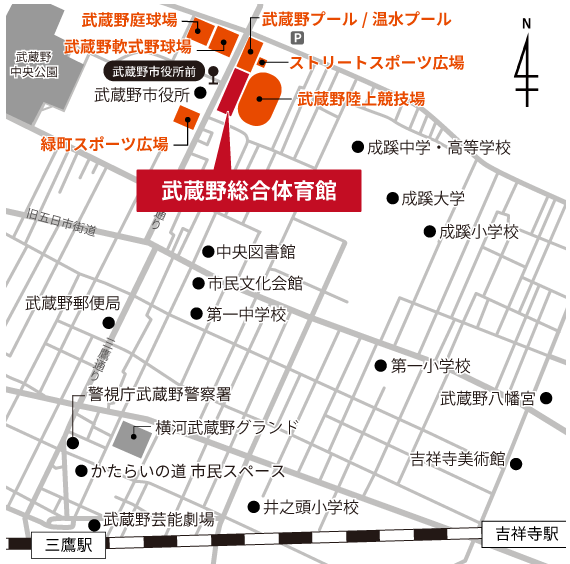 武蔵野庭球場
武蔵野プール / 温水プール
N
武蔵野軟式野球場
P
武蔵野
中央公園
ストリートスポーツ広場
武蔵野市役所前
武蔵野市役所
武蔵野陸上競技場
緑町スポーツ広場
成蹊中学・高等学校
武蔵野総合体育館
成蹊大学
旧五日市街道
通り
成蹊小学校
中央図書館
市民文化会館
武蔵野郵便局
第一中学校
三鷹通り
第一小学校
警視庁武蔵野警察署
武蔵野八幡宮
横河武蔵野グランド
吉祥寺美術館
かたらいの道 市民スペース
井之頭小学校
武蔵野芸能劇場
吉祥寺駅
三鷹駅